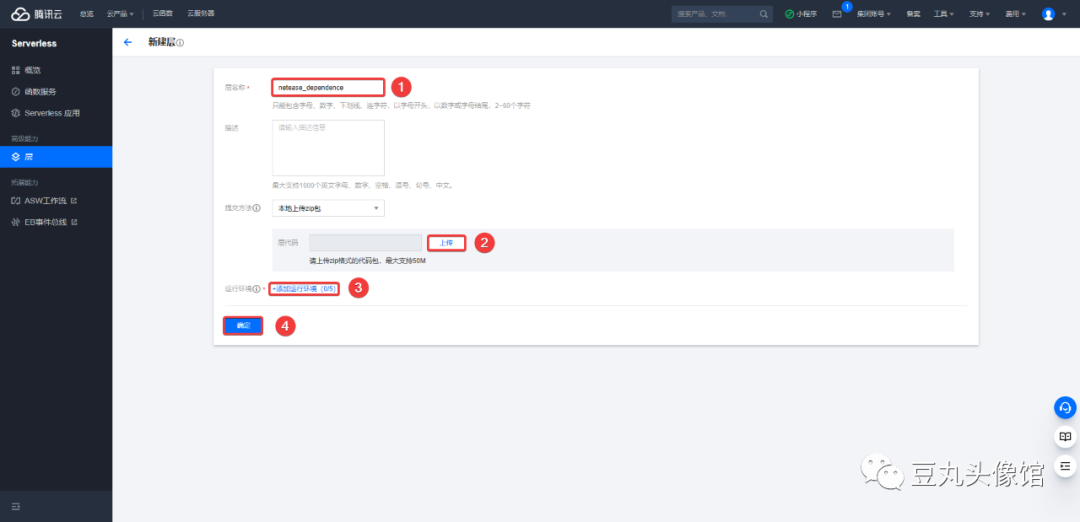 腾讯云 总览 云产品 云函数 云服务器 搜索产品、文档 小程序 1 集团账号 备案 工具 支持 费用
Serverless
新建层
概览
函数服务
Serverless 应用
高级能力
层
拓展能力
ASW工作流
EB事件总线
层名称 * netease_dependence 1
只能包含字母、数字、下划线、连字符，以字母开头，以数字或字母结尾，2~60个字符
描述 请输入描述信息
最大支持1000个英文字母、数字、空格、逗号、句号、中文。
提交方法 本地上传zip包
层代码 上传 2
请上传zip格式的代码包，最大支持50M
运行环境 * +添加运行环境（0/5） 3
确定 4
豆丸头像馆